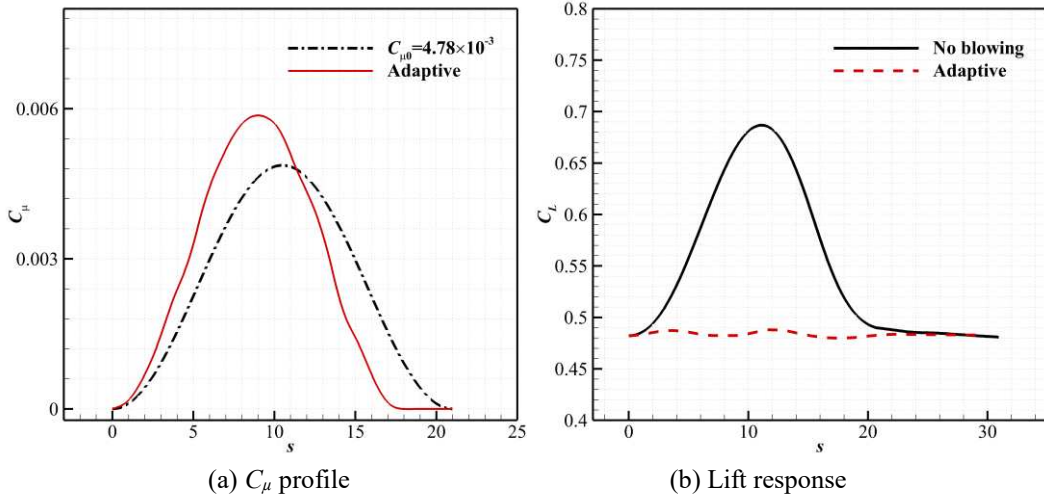 C_μ0=4.78×10^-3
Adaptive
0.006
0.003
0
C_μ
0 5 10 15 20 25
s
(a) C_μ profile
No blowing
Adaptive
0.8
0.75
0.7
0.65
0.6
0.55
0.5
0.45
0.4
C_L
0 10 20 30
s
(b) Lift response